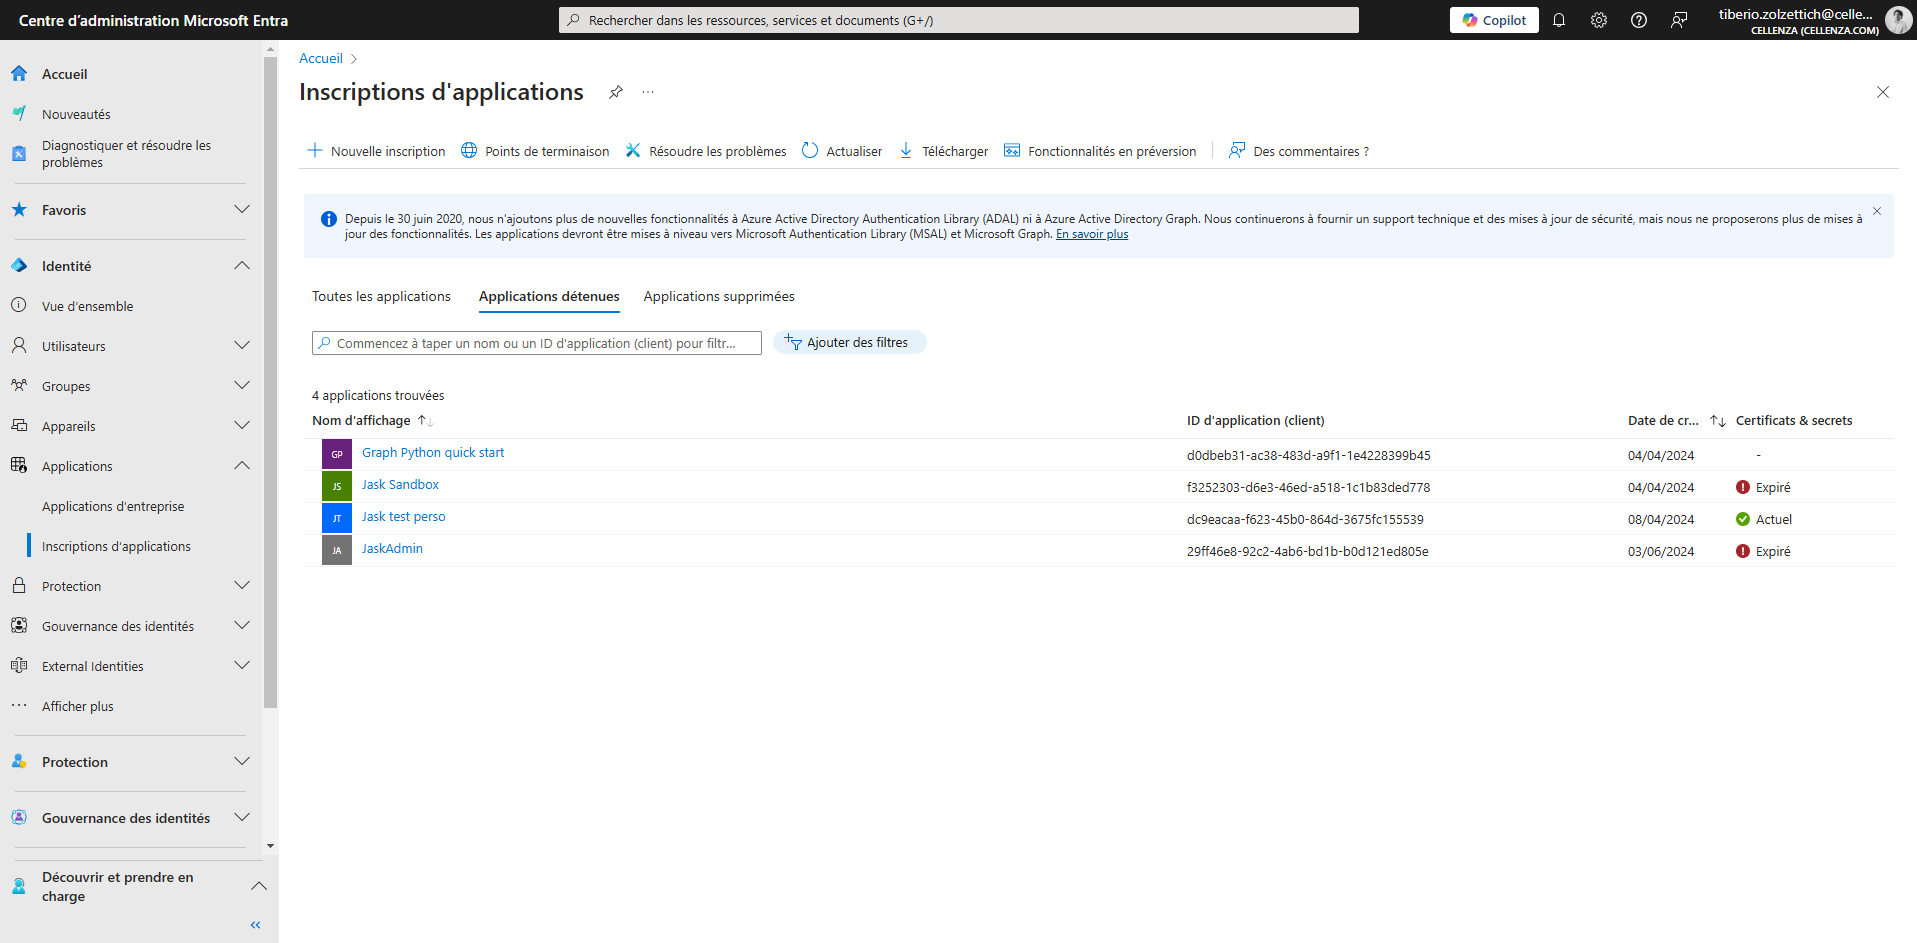 Centre d'administration Microsoft Entra
Rechercher dans les ressources, services et documents (G+/)
Copilot
tiberio.zolzettich@celle...
CELLENZA (CELLENZA.COM)
Accueil
Nouveautés
Diagnostiquer et résoudre les
problèmes
Favoris
Identité
Vue d'ensemble
Utilisateurs
Groupes
Appareils
Applications
Applications d'entreprise
Inscriptions d'applications
Protection
Gouvernance des identités
External Identities
Afficher plus
Protection
Gouvernance des identités
Découvrir et prendre en
charge
Accueil
Inscriptions d'applications
Nouvelle inscription
Points de terminaison
Résoudre les problèmes
Actualiser
Télécharger
Fonctionnalités en préversion
Des commentaires ?
Depuis le 30 juin 2020, nous n'ajoutons plus de nouvelles fonctionnalités à Azure Active Directory Authentication Library (ADAL) ni à Azure Active Directory Graph. Nous continuerons à fournir un support technique et des mises à jour de sécurité, mais nous ne proposerons plus de mises à
jour des fonctionnalités. Les applications devront être mises à niveau vers Microsoft Authentication Library (MSAL) et Microsoft Graph. En savoir plus
Toutes les applications
Applications détenues
Applications supprimées
Commencez à taper un nom ou un ID d'application (client) pour filtr...
Ajouter des filtres
4 applications trouvées
Nom d'affichage ID d'application (client) Date de cr... Certificats & secrets
GP Graph Python quick start d0dbeb31-ac38-483d-a9f1-1e4228399b45 04/04/2024 -
JS Jask Sandbox f3252303-d6e3-46ed-a518-1c1b83ded778 04/04/2024 Expiré
JT Jask test perso dc9eacaa-f623-45b0-864d-3675fc155539 08/04/2024 Actuel
JA JaskAdmin 29ff46e8-92c2-4ab6-bd1b-b0d121ed805e 03/06/2024 Expiré